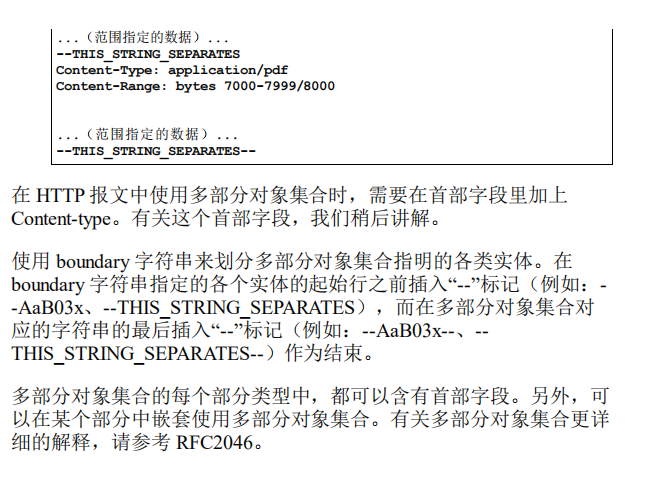 ...（范围指定的数据）...
--THIS_STRING_SEPARATES
Content-Type: application/pdf
Content-Range: bytes 7000-7999/8000
...（范围指定的数据）...
--THIS_STRING_SEPARATES--
在 HTTP 报文中使用多部分对象集合时，需要在首部字段里加上
Content-type。有关这个首部字段，我们稍后讲解。
使用 boundary 字符串来划分多部分对象集合指明的各类实体。在
boundary 字符串指定的各个实体的起始行之前插入“--”标记（例如：-
-AaB03x、--THIS_STRING_SEPARATES），而在多部分对象集合对
应的字符串的最后插入“--”标记（例如：--AaB03x--、--
THIS_STRING_SEPARATES--）作为结束。
多部分对象集合的每个部分类型中，都可以含有首部字段。另外，可
以在某个部分中嵌套使用多部分对象集合。有关多部分对象集合更详
细的解释，请参考 RFC2046。